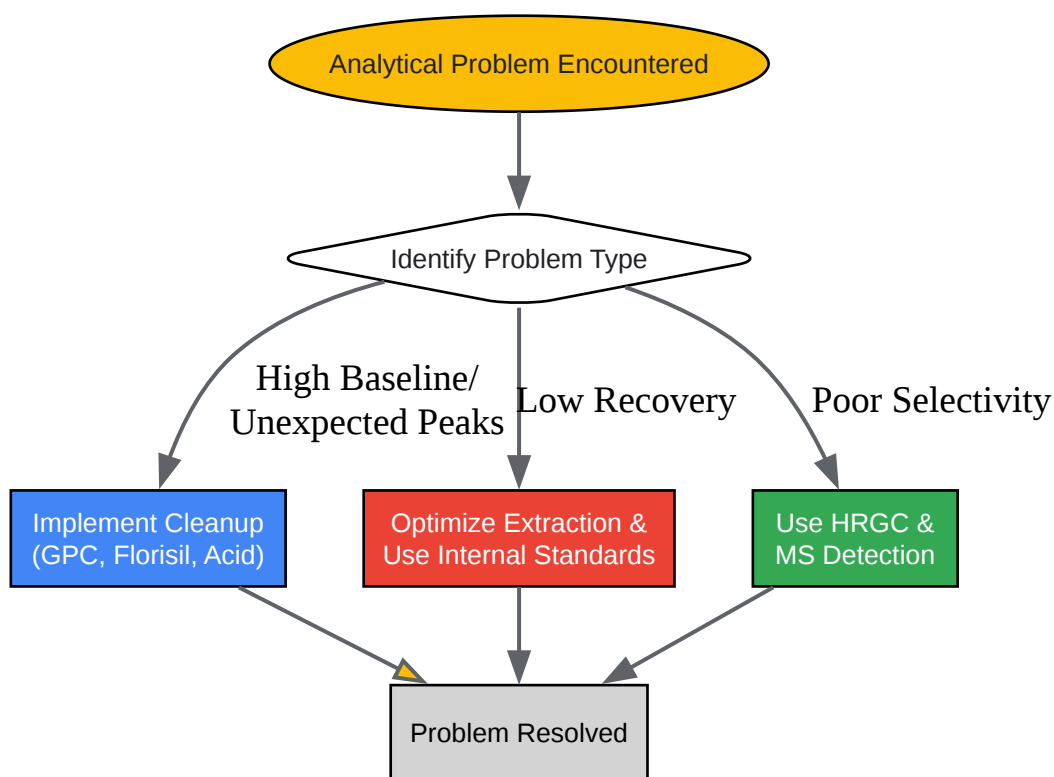 Analytical Problem Encountered
Identify Problem Type
High Baseline/
Unexpected Peaks
Low Recovery
Poor Selectivity
Implement Cleanup
(GPC, Florisil, Acid)
Optimize Extraction &
Use Internal Standards
Use HRGC &
MS Detection
Problem Resolved